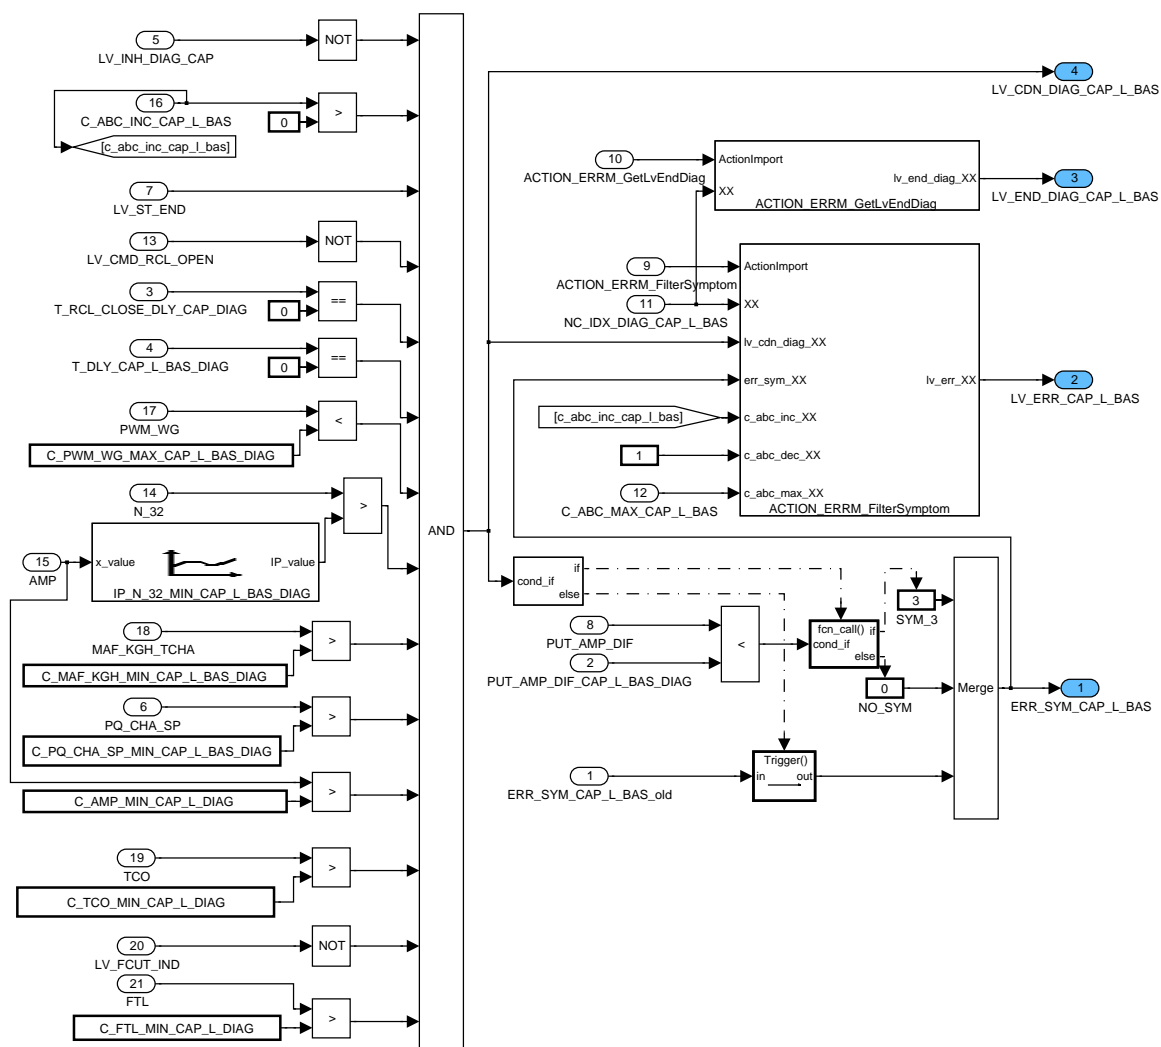 5
LV_INH_DIAG_CAP
NOT
16
C_ABC_INC_CAP_L_BAS
0
>
[c_abc_inc_cap_l_bas]
7
LV_ST_END
13
LV_CMD_RCL_OPEN
NOT
3
T_RCL_CLOSE_DLY_CAP_DIAG
0
==
4
T_DLY_CAP_L_BAS_DIAG
0
==
17
PWM_WG
C_PWM_WG_MAX_CAP_L_BAS_DIAG
<
14
N_32
>
15
AMP
x_value
IP_value
IP_N_32_MIN_CAP_L_BAS_DIAG
18
MAF_KGH_TCHA
C_MAF_KGH_MIN_CAP_L_BAS_DIAG
>
6
PQ_CHA_SP
C_PQ_CHA_SP_MIN_CAP_L_BAS_DIAG
>
C_AMP_MIN_CAP_L_DIAG
>
19
TCO
C_TCO_MIN_CAP_L_DIAG
>
20
LV_FCUT_IND
NOT
21
FTL
C_FTL_MIN_CAP_L_DIAG
>
AND
4
LV_CDN_DIAG_CAP_L_BAS
10
ACTION_ERRM_GetLvEndDiag
ActionImport
XX
lv_end_diag_XX
ACTION_ERRM_GetLvEndDiag
3
LV_END_DIAG_CAP_L_BAS
9
ACTION_ERRM_FilterSymptom
11
NC_IDX_DIAG_CAP_L_BAS
[c_abc_inc_cap_l_bas]
1
12
C_ABC_MAX_CAP_L_BAS
ActionImport
XX
lv_cdn_diag_XX
err_sym_XX
c_abc_inc_XX
c_abc_dec_XX
c_abc_max_XX
lv_err_XX
ACTION_ERRM_FilterSymptom
2
LV_ERR_CAP_L_BAS
cond_if
if
else
8
PUT_AMP_DIF
2
PUT_AMP_DIF_CAP_L_BAS_DIAG
<
fcn_call()
cond_if
if
else
3
SYM_3
0
NO_SYM
Merge
1
ERR_SYM_CAP_L_BAS
1
ERR_SYM_CAP_L_BAS_old
Trigger()
in
out